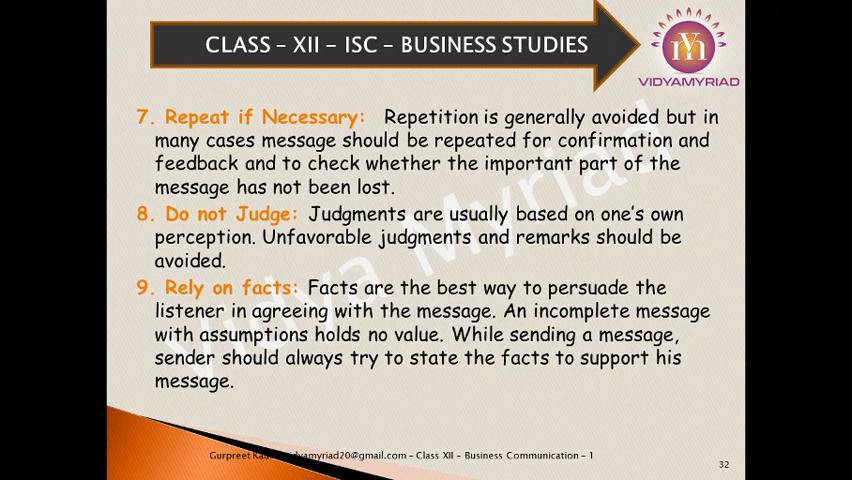 CLASS – XII – ISC – BUSINESS STUDIES
VIDYAMYRIAD
7. Repeat if Necessary: Repetition is generally avoided but in
many cases message should be repeated for confirmation and
feedback and to check whether the important part of the
message has not been lost.
8. Do not Judge: Judgments are usually based on one's own
perception. Unfavorable judgments and remarks should be
avoided.
9. Rely on facts: Facts are the best way to persuade the
listener in agreeing with the message. An incomplete message
with assumptions holds no value. While sending a message,
sender should always try to state the facts to support his
message.
Vidya Myriad
Gurpreet – Class XII – Business Communication – 1
32